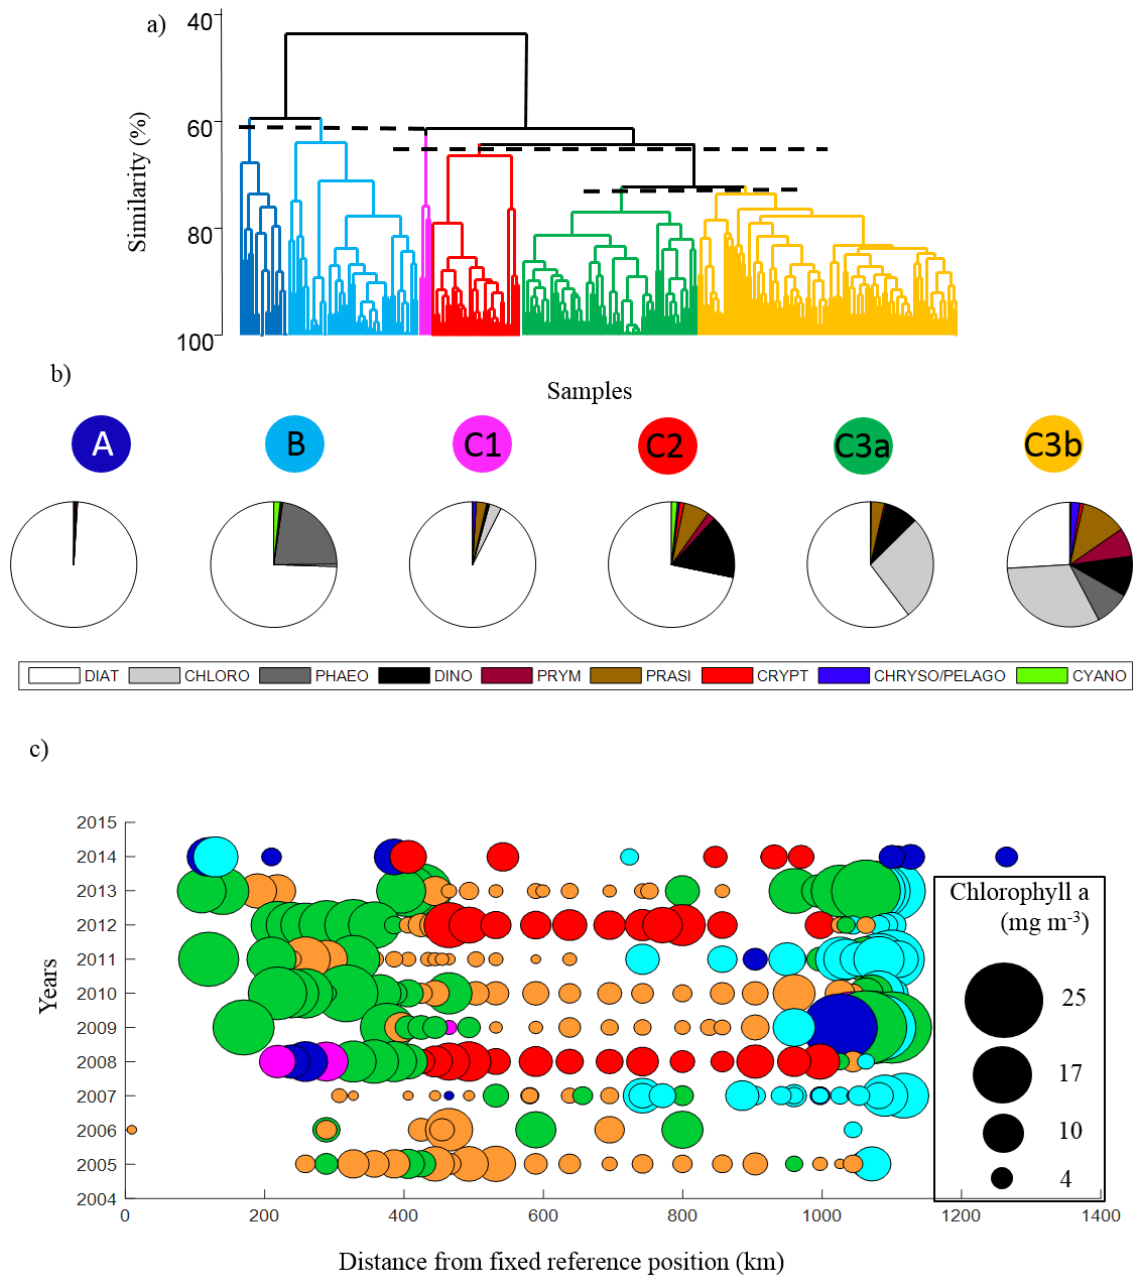 a)
40
60
80
100
Similarity (%)
Samples
b)
A B C1 C2 C3a C3b
DIAT CHLORO PHAEO DINO PRYM PRASI CRYPT CHRYSO/PELAGO CYANO
c)
Years
2015
2014
2013
2012
2011
2010
2009
2008
2007
2006
2005
2004
Chlorophyll a
(mg m-3)
25
17
10
4
0 200 400 600 800 1000 1200 1400
Distance from fixed reference position (km)